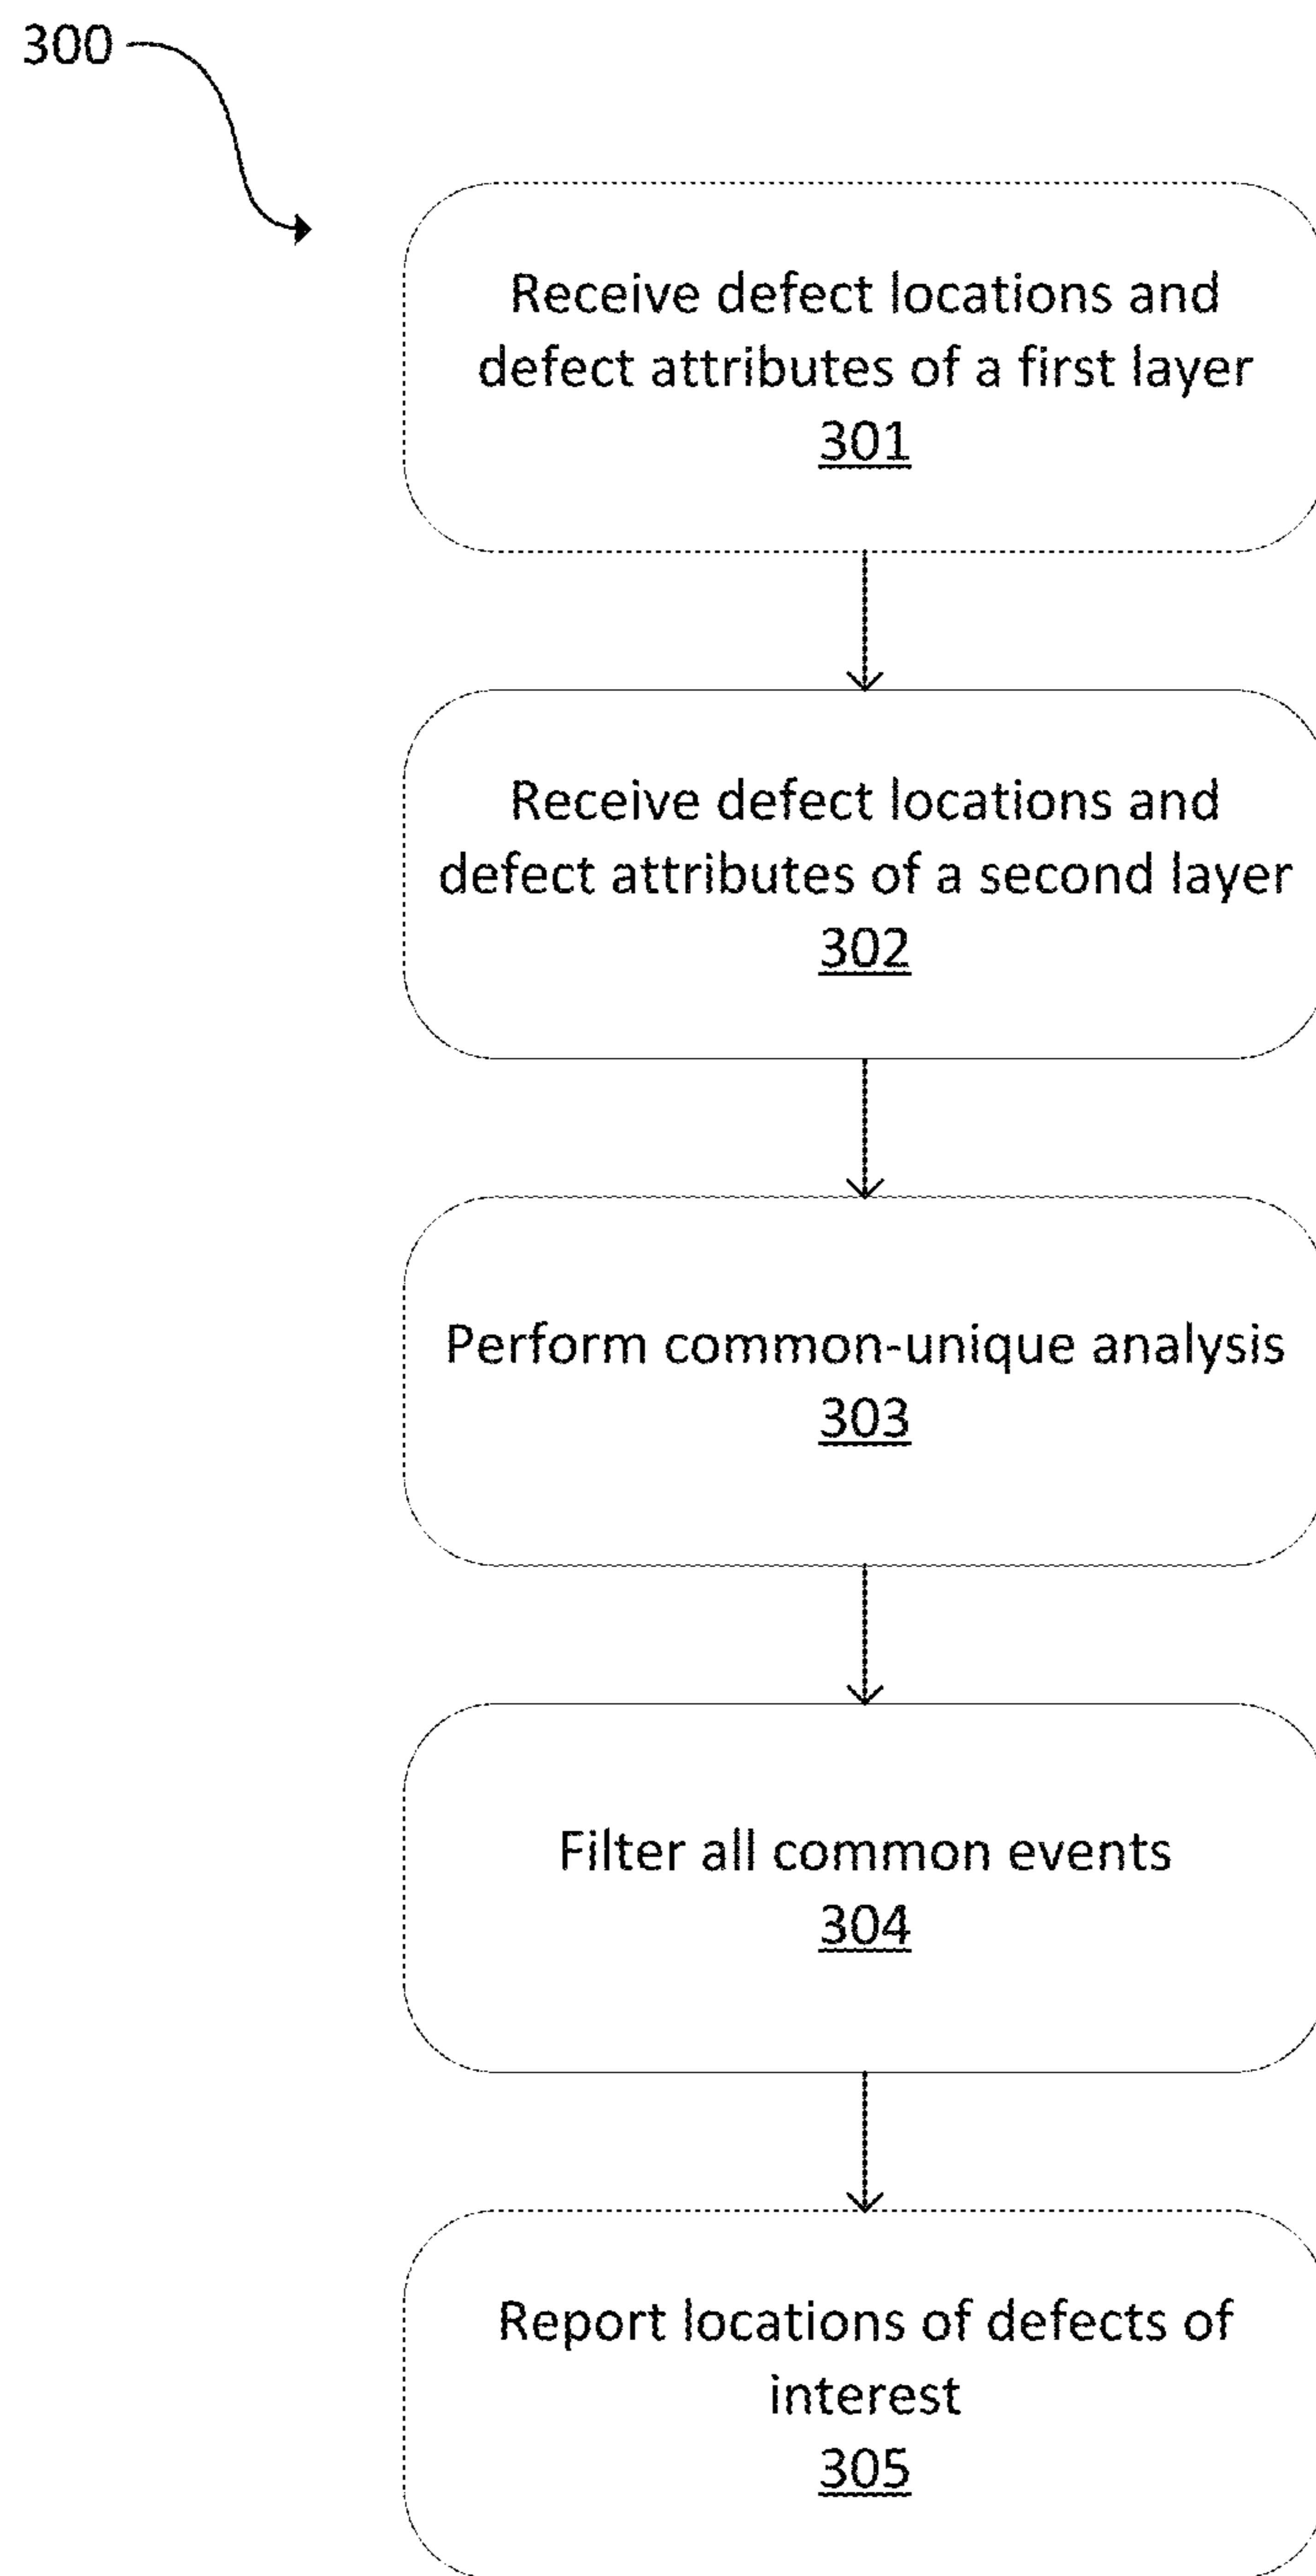 300
Receive defect locations and
defect attributes of a first layer
301
Receive defect locations and
defect attributes of a second layer
302
Perform common-unique analysis
303
Filter all common events
304
Report locations of defects of
interest
305